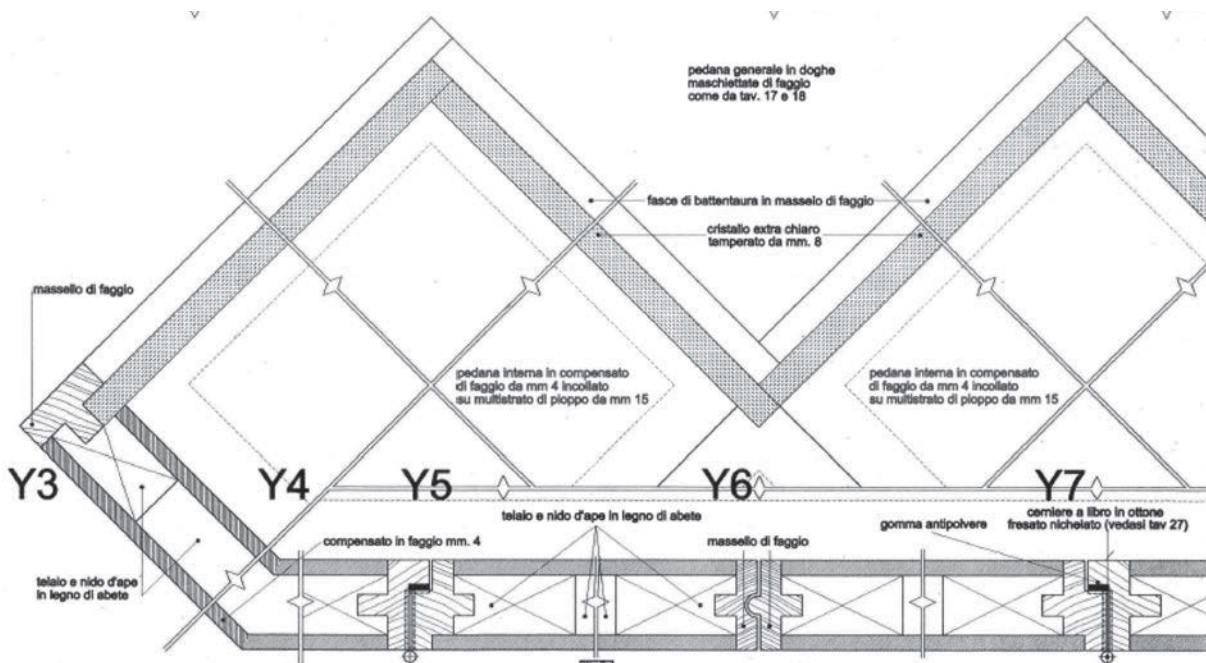 pedana generale in doghe
maschiettate di faggio
come da tav. 17 e 18
fasce di battentaura in masselo di faggio
cristallo extra chiaro
temperato da mm. 8
massello di faggio
pedana interna in compensato
di faggio da mm 4 incollato
su multistrato di pioppo da mm 15
pedana interna in compensato
di faggio da mm 4 incollato
su multistrato di pioppo da mm 15
Y3
Y4
Y5
Y6
Y7
cerniere a libro in ottone
fresato nichelato (vedasi tav 27)
telaio e nido d'ape in legno di abete
gomma antipolvere
compensato in faggio mm. 4
massello di faggio
telaio e nido d'ape
in legno di abete